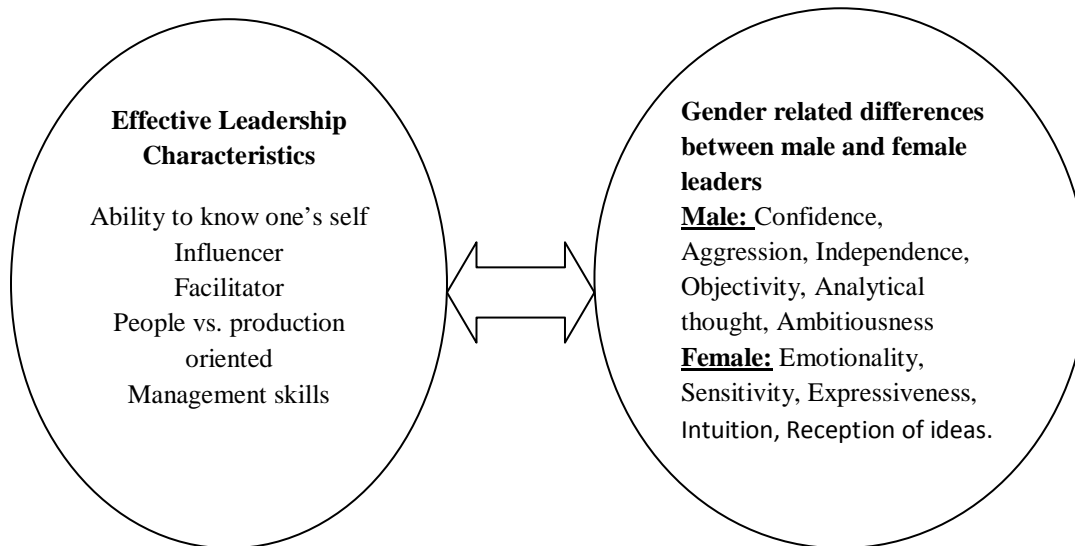 Effective Leadership
Characteristics
Ability to know one’s self
Influencer
Facilitator
People vs. production
oriented
Management skills
Gender related differences
between male and female
leaders
Male: Confidence,
Aggression, Independence,
Objectivity, Analytical
thought, Ambitiousness
Female: Emotionality,
Sensitivity, Expressiveness,
Intuition, Reception of ideas.